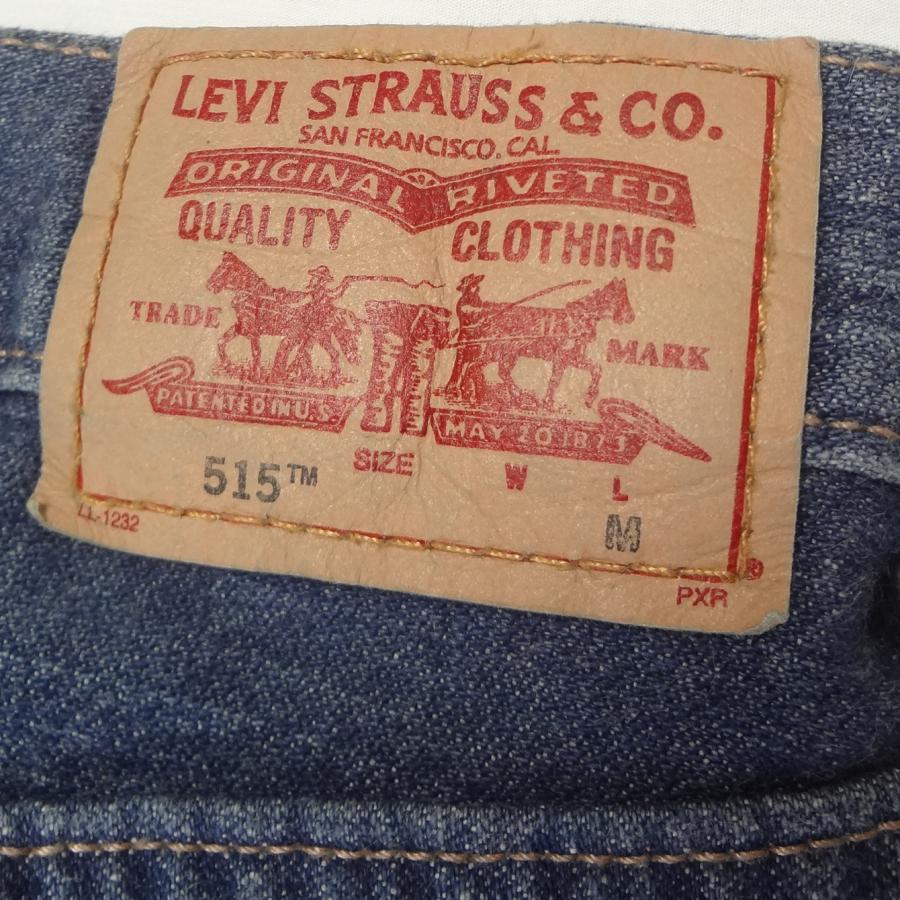 LEVI STRAUSS & CO.
SAN FRANCISCO. CAL.
ORIGINAL RIVETED
QUALITY CLOTHING
TRADE MARK
PATENTED IN U.S. MAY 20 1873
SIZE W L
515™ M
LL-1232
PXR